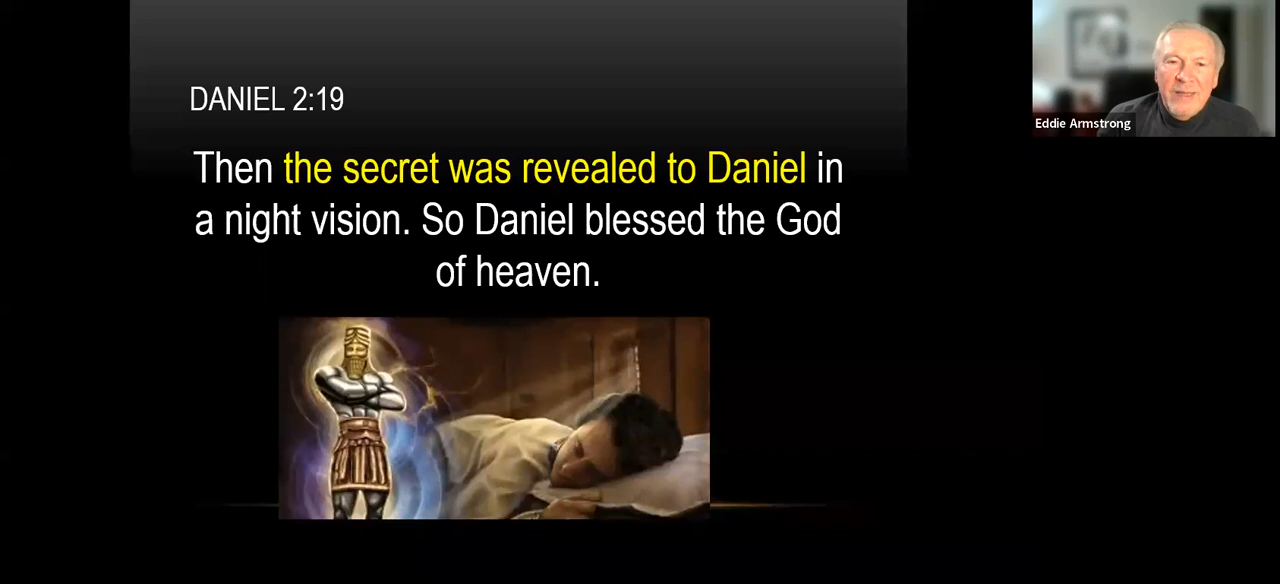 DANIEL 2:19
Then the secret was revealed to Daniel in
a night vision. So Daniel blessed the God
of heaven.
Eddie Armstrong